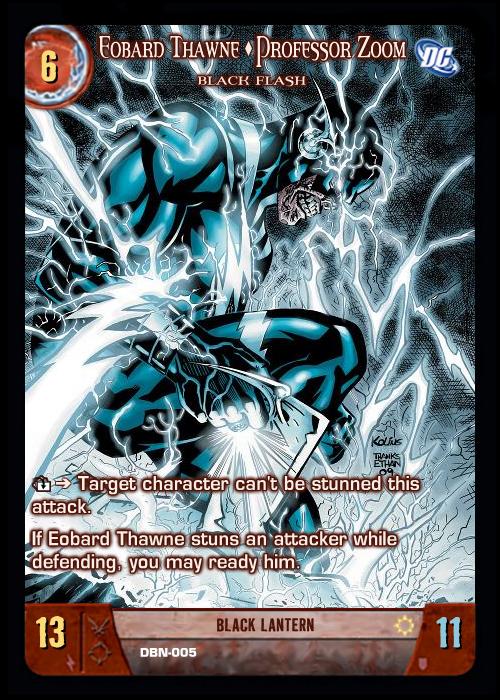 6
EOBARD THAWNE ♦ PROFESSOR ZOOM
DC
BLACK FLASH
KOLINS
THANKS
ETHAN
09
→ Target character can't be stunned this
attack.
If Eobard Thawne stuns an attacker while
defending, you may ready him.
13
BLACK LANTERN
11
DBN-005